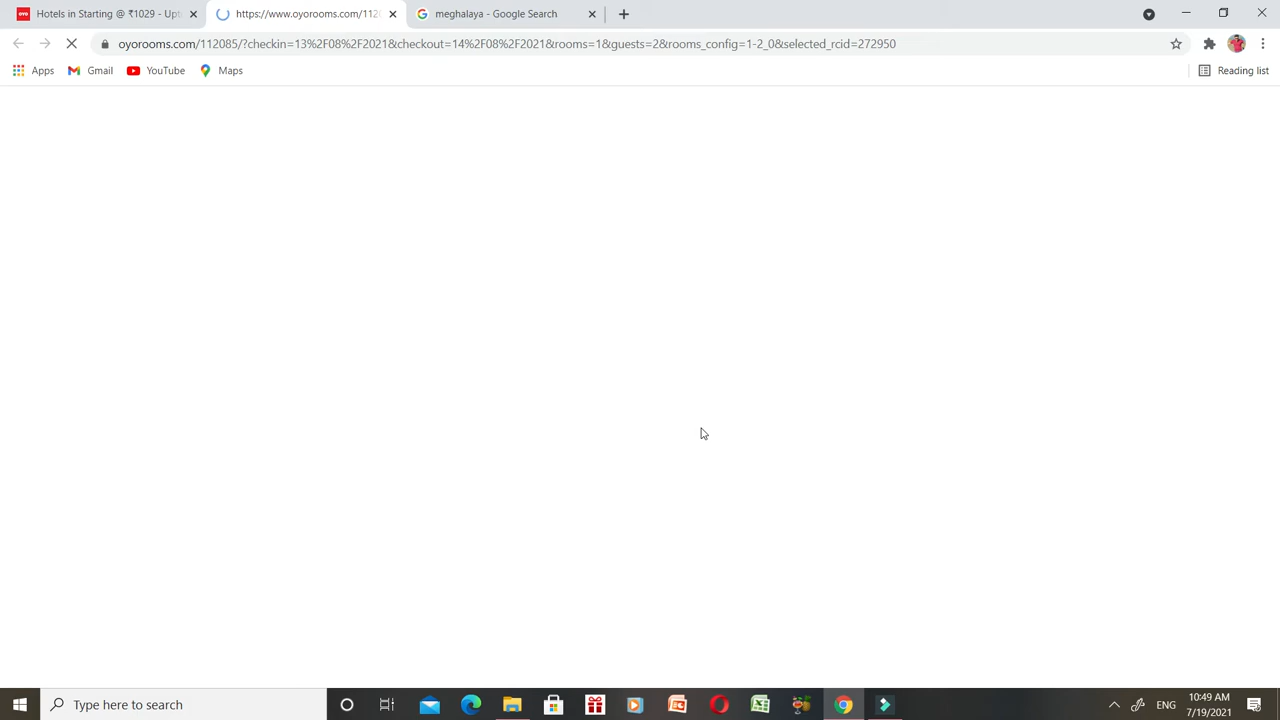 OYO Hotels in Starting @ ₹1029 - Upt
https://www.oyorooms.com/112
meghalaya - Google Search
oyorooms.com/112085/?checkin=13%2F08%2F2021&checkout=14%2F08%2F2021&rooms=1&guests=2&rooms_config=1-2_0&selected_rcid=272950
Apps Gmail YouTube Maps Reading list
Type here to search
ENG
10:49 AM
7/19/2021